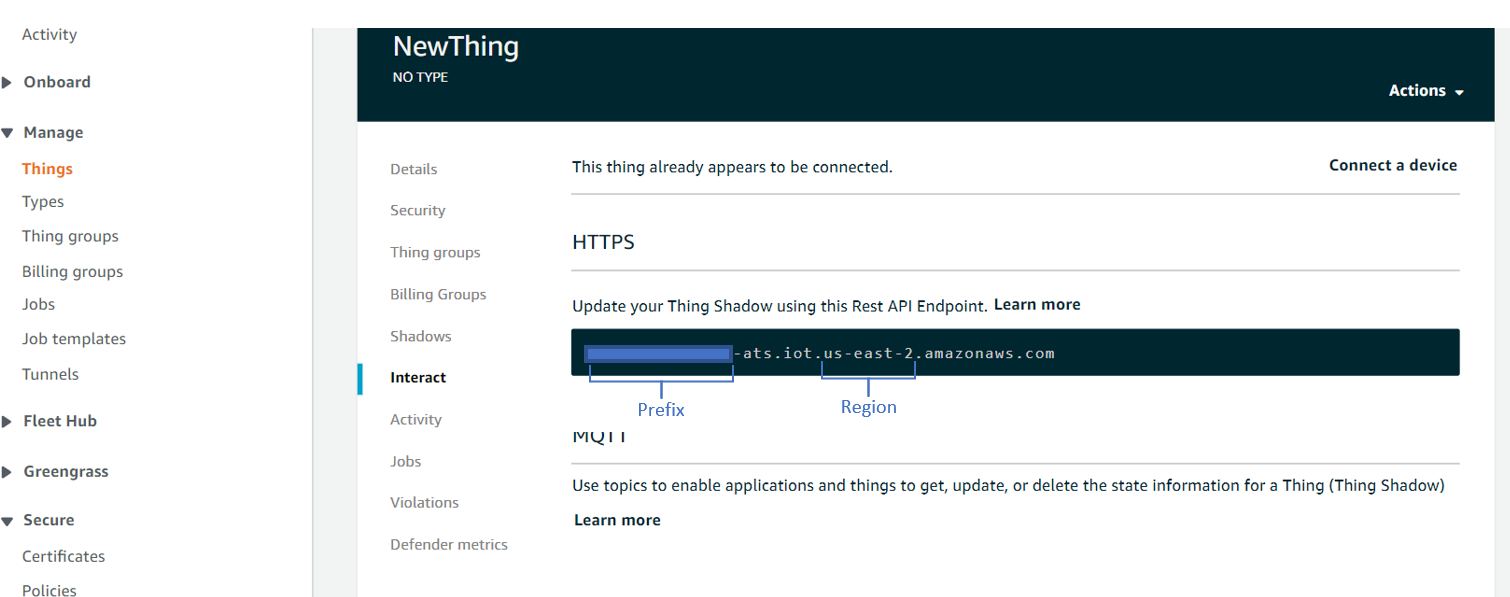 Activity
Onboard
Manage
Things
Types
Thing groups
Billing groups
Jobs
Job templates
Tunnels
Fleet Hub
Greengrass
Secure
Certificates
Policies
NewThing
NO TYPE
Actions
Details
Security
Thing groups
Billing Groups
Shadows
Interact
Activity
Jobs
Violations
Defender metrics
This thing already appears to be connected.
Connect a device
HTTPS
Update your Thing Shadow using this Rest API Endpoint. Learn more
-ats.iot.us-east-2.amazonaws.com
Prefix
Region
MQTT
Use topics to enable applications and things to get, update, or delete the state information for a Thing (Thing Shadow)
Learn more